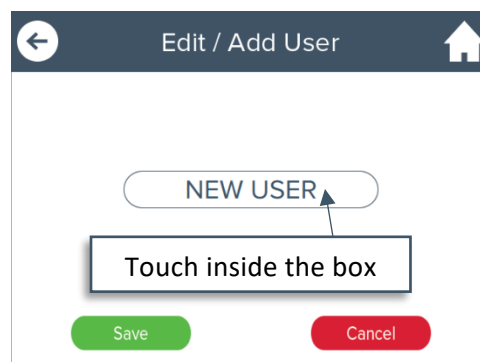 Edit / Add User
NEW USER
Touch inside the box
Save
Cancel